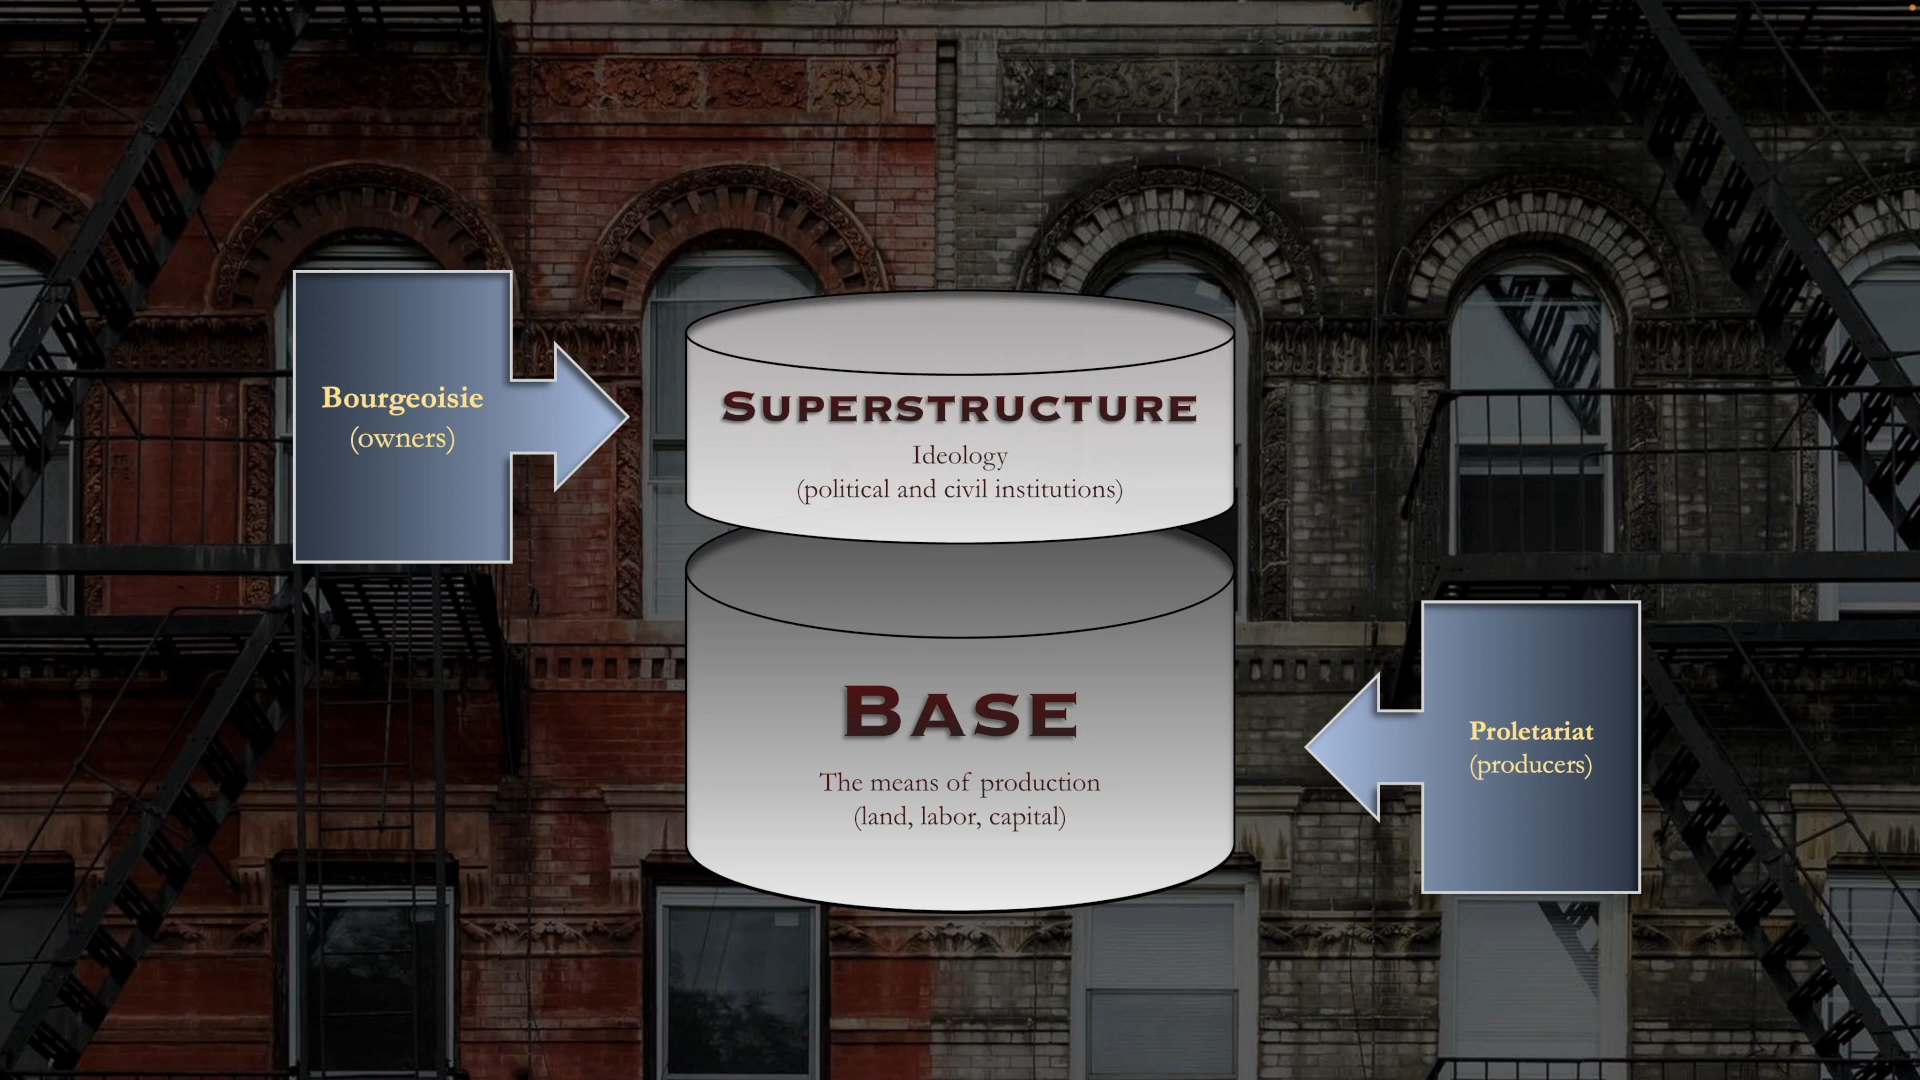 Bourgeoisie
(owners)
SUPERSTRUCTURE
Ideology
(political and civil institutions)
BASE
The means of production
(land, labor, capital)
Proletariat
(producers)